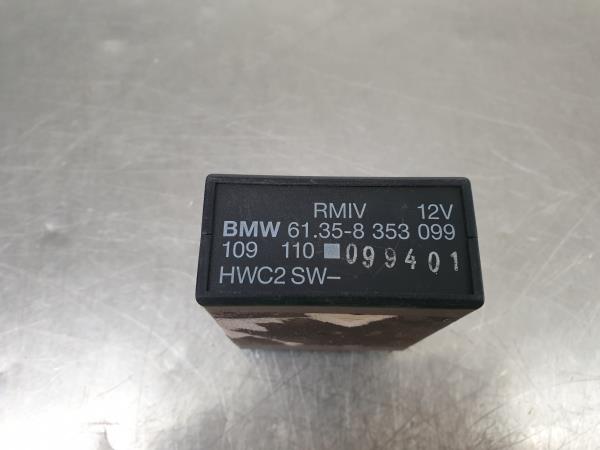 RMIV 12V
BMW 61.35-8 353 099
109 110 099401
HWC2 SW-